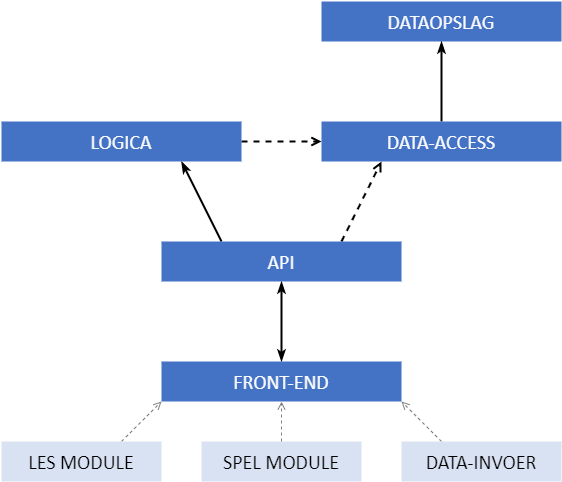 DATAOPSLAG
LOGICA
DATA-ACCESS
API
FRONT-END
LES MODULE
SPEL MODULE
DATA-INVOER